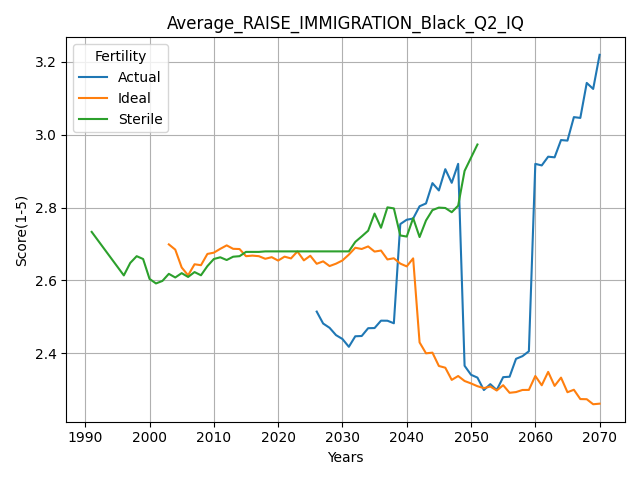 Average_RAISE_IMMIGRATION_Black_Q2_IQ
Fertility
Actual
Ideal
Sterile
Score(1-5)
3.2
3.0
2.8
2.6
2.4
1990 2000 2010 2020 2030 2040 2050 2060 2070
Years